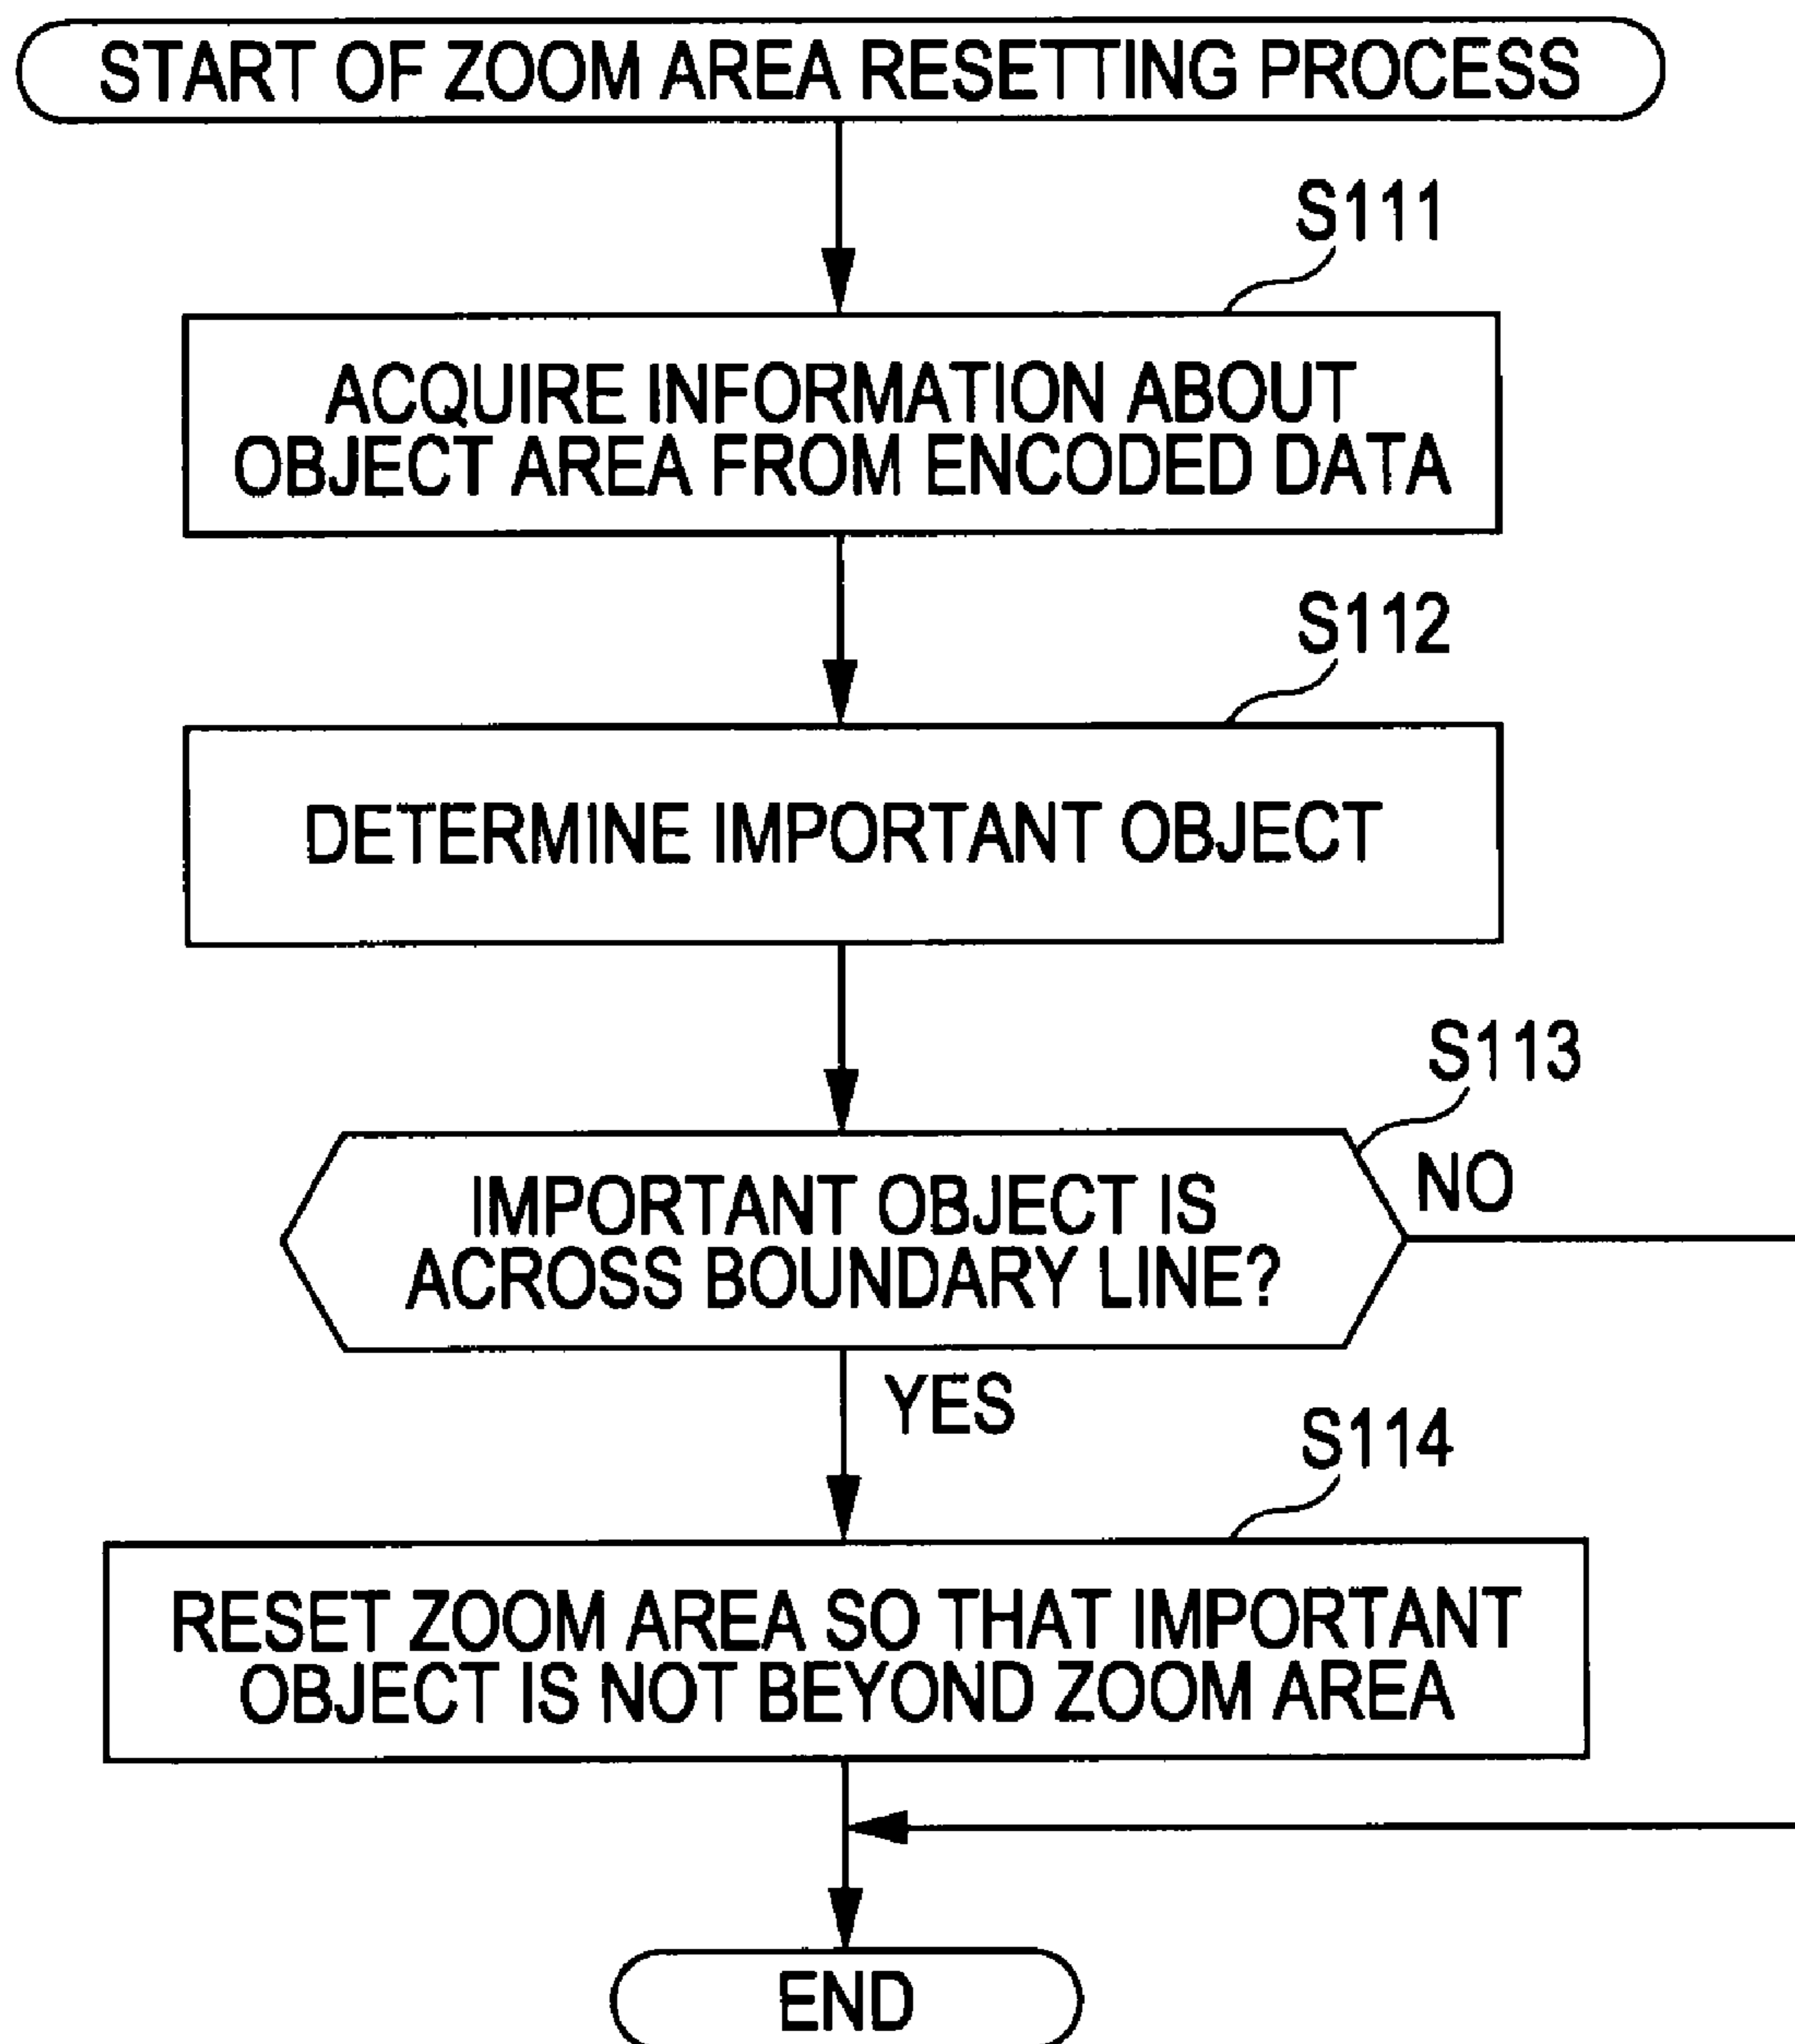 START OF ZOOM AREA RESETTING PROCESS
S111
ACQUIRE INFORMATION ABOUT
OBJECT AREA FROM ENCODED DATA
S112
DETERMINE IMPORTANT OBJECT
S113
IMPORTANT OBJECT IS
ACROSS BOUNDARY LINE?
NO
YES
S114
RESET ZOOM AREA SO THAT IMPORTANT
OBJECT IS NOT BEYOND ZOOM AREA
END